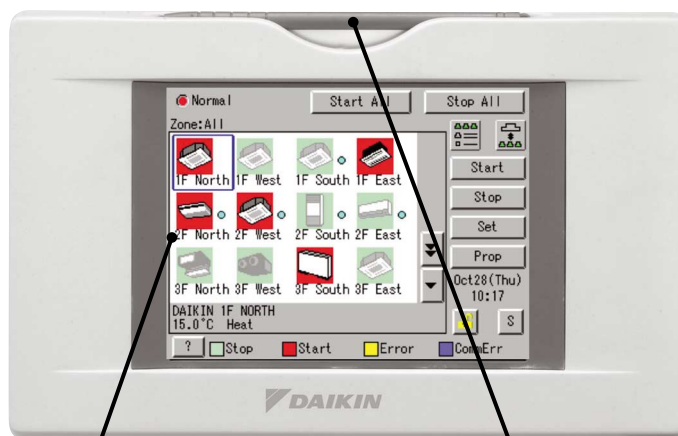 Normal
Start All
Stop All
Zone:All
1F North 1F West 1F South 1F East
Start
Stop
2F North 2F West 2F South 2F East
Set
Prop
3F North 3F West 3F South 3F East
Oct28(Thu)
10:17
DAIKIN 1F NORTH
15.0°C Heat
S
? Stop Start Error CommErr
DAIKIN